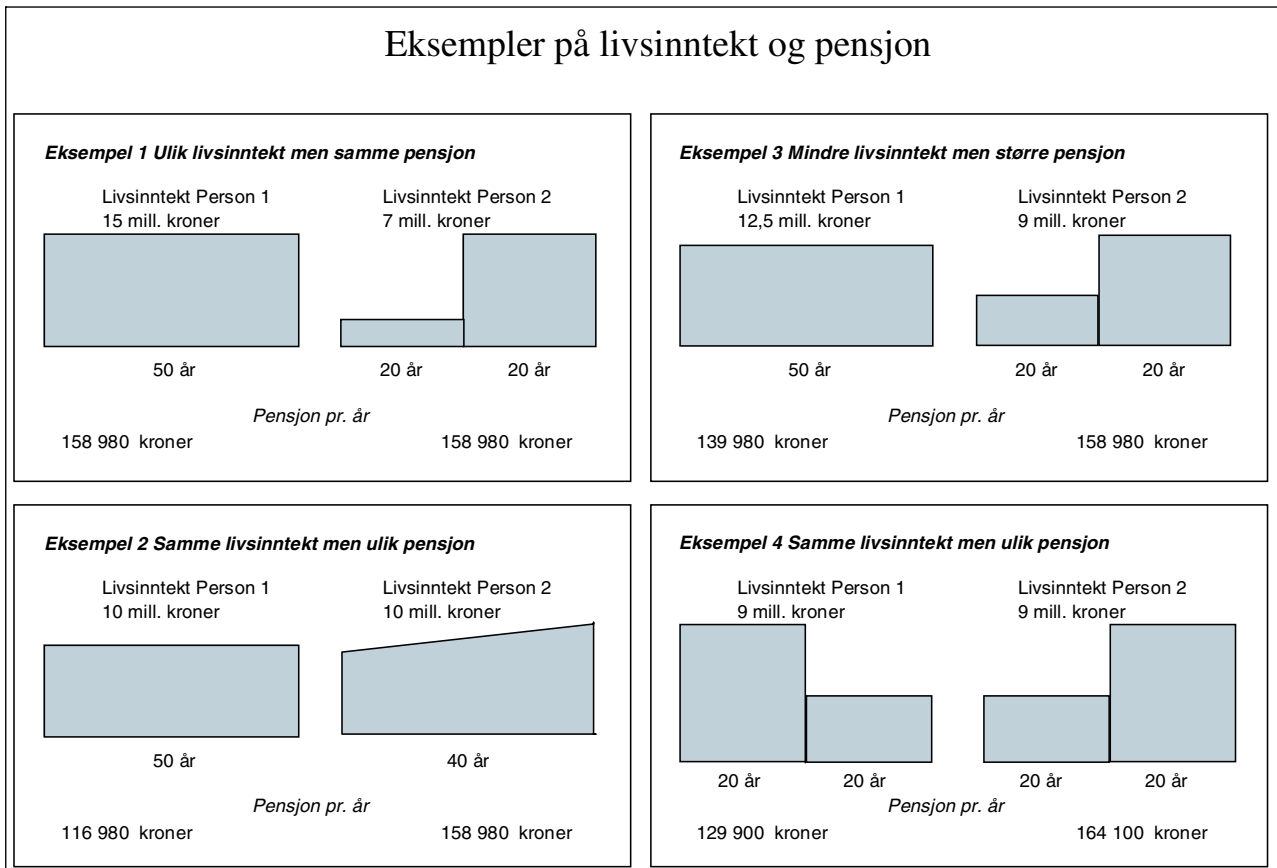 Eksempler på livsinntekt og pensjon
Eksempel 1 Ulik livsinntekt men samme pensjon
Livsinntekt Person 1
15 mill. kroner
Livsinntekt Person 2
7 mill. kroner
50 år
20 år
20 år
Pensjon pr. år
158 980 kroner
158 980 kroner
Eksempel 3 Mindre livsinntekt men større pensjon
Livsinntekt Person 1
12,5 mill. kroner
Livsinntekt Person 2
9 mill. kroner
50 år
20 år
20 år
Pensjon pr. år
139 980 kroner
158 980 kroner
Eksempel 2 Samme livsinntekt men ulik pensjon
Livsinntekt Person 1
10 mill. kroner
Livsinntekt Person 2
10 mill. kroner
50 år
40 år
Pensjon pr. år
116 980 kroner
158 980 kroner
Eksempel 4 Samme livsinntekt men ulik pensjon
Livsinntekt Person 1
9 mill. kroner
Livsinntekt Person 2
9 mill. kroner
20 år
20 år
20 år
20 år
Pensjon pr. år
129 900 kroner
164 100 kroner